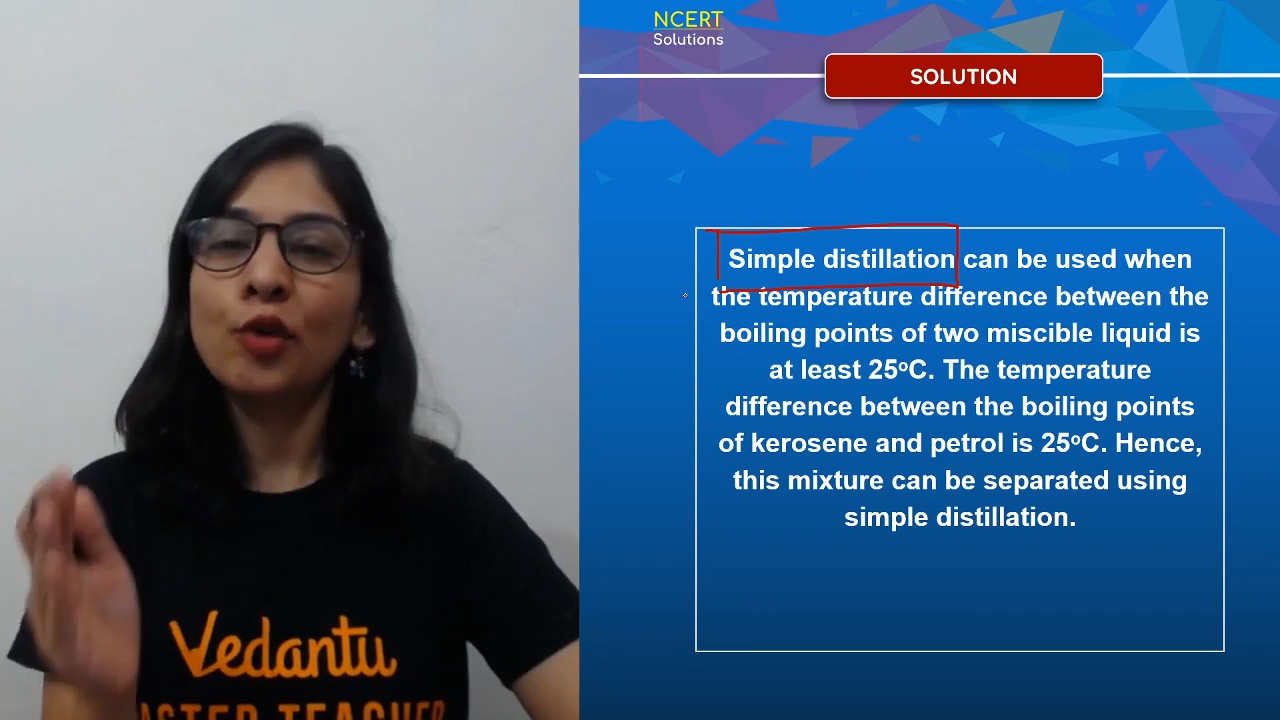 NCERT
Solutions
SOLUTION
Simple distillation can be used when
the temperature difference between the
boiling points of two miscible liquid is
at least 25ºC. The temperature
difference between the boiling points
of kerosene and petrol is 25ºC. Hence,
this mixture can be separated using
simple distillation.
Vedantu
ASTER TEACHER